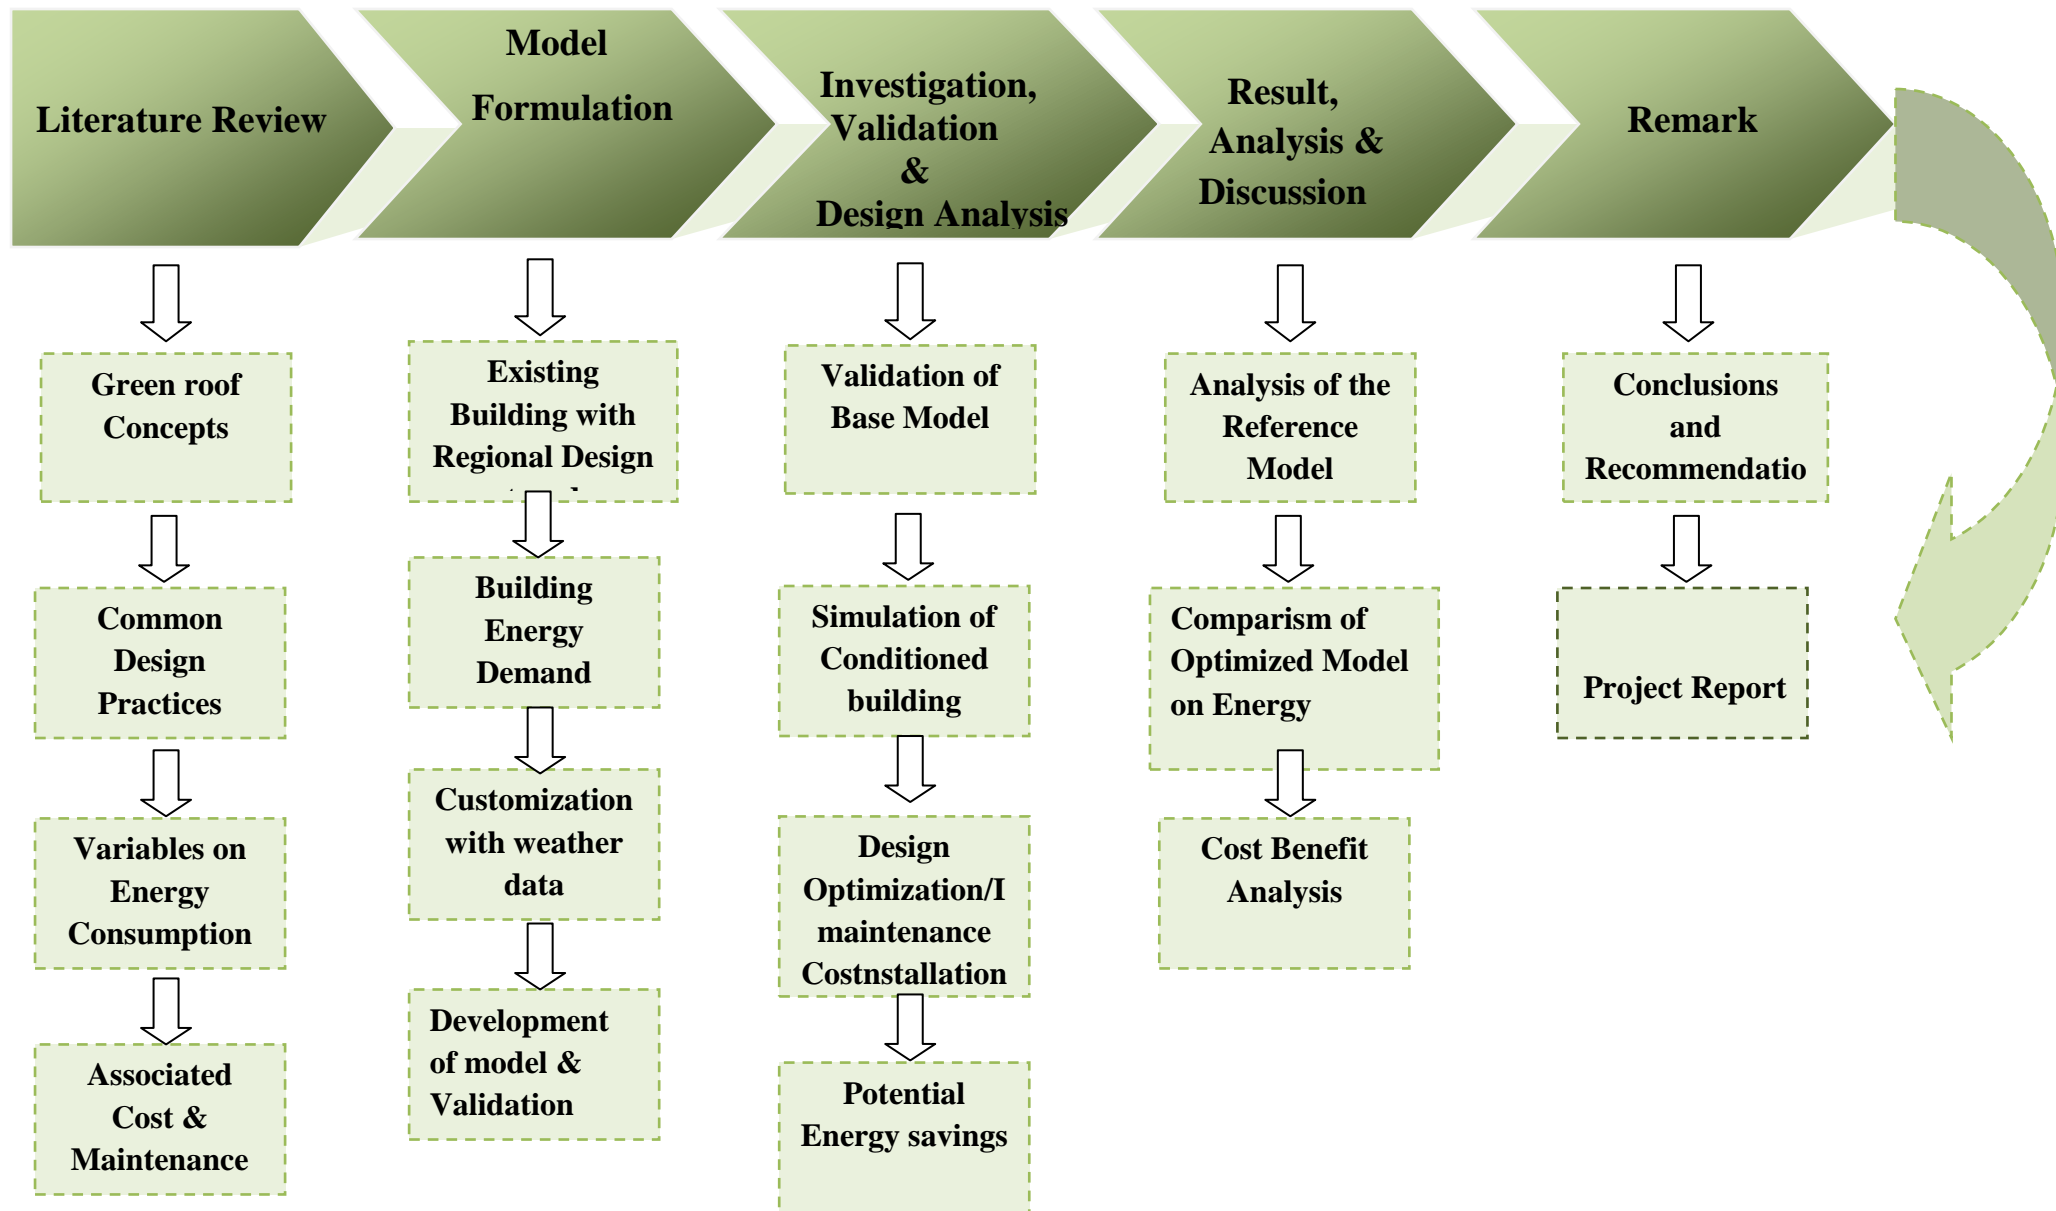 Literature Review
Model
Formulation
Investigation,
Validation
&
Design Analysis
Result,
Analysis &
Discussion
Remark
Green roof
Concepts
Common
Design
Practices
Variables on
Energy
Consumption
Associated
Cost &
Maintenance
Existing
Building with
Regional Design
Building
Energy
Demand
Customization
with weather
data
Development
of model &
Validation
Validation of
Base Model
Simulation of
Conditioned
building
Design
Optimization/I
maintenance
Costnstallation
Potential
Energy savings
Analysis of the
Reference
Model
Comparism of
Optimized Model
on Energy
Cost Benefit
Analysis
Conclusions
and
Recommendatio
Project Report